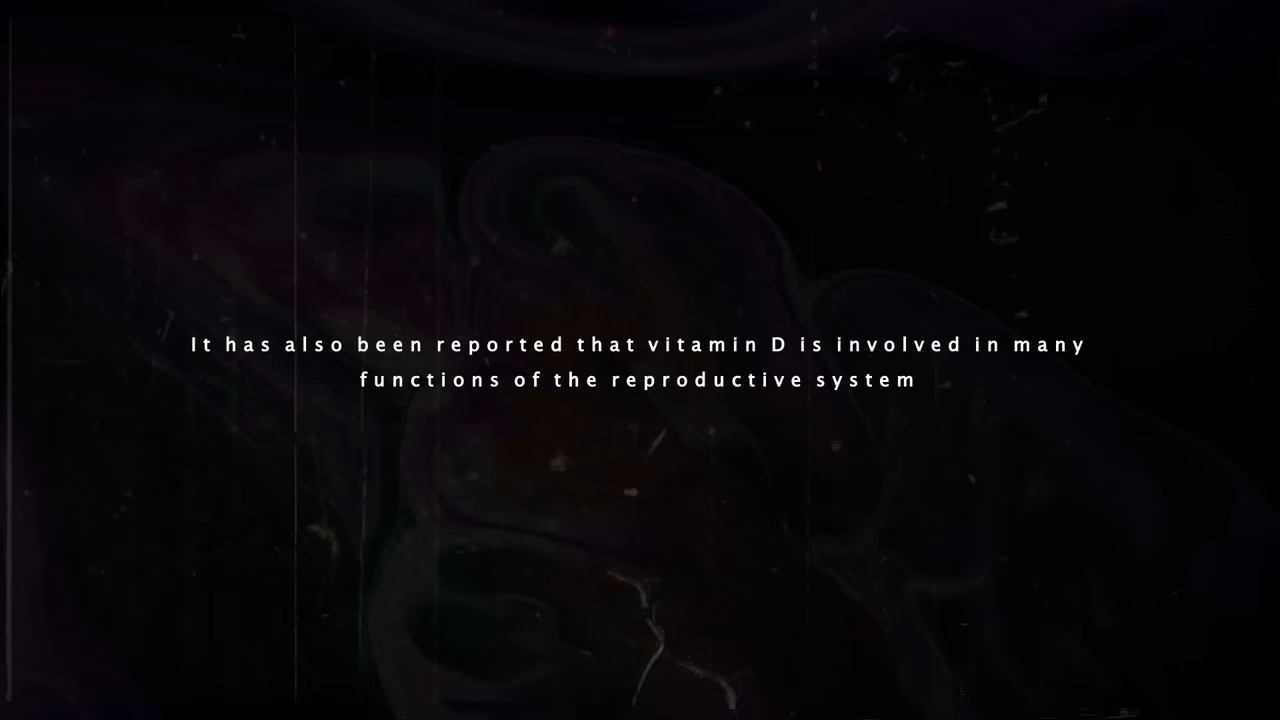 It has also been reported that vitamin D is involved in many
functions of the reproductive system